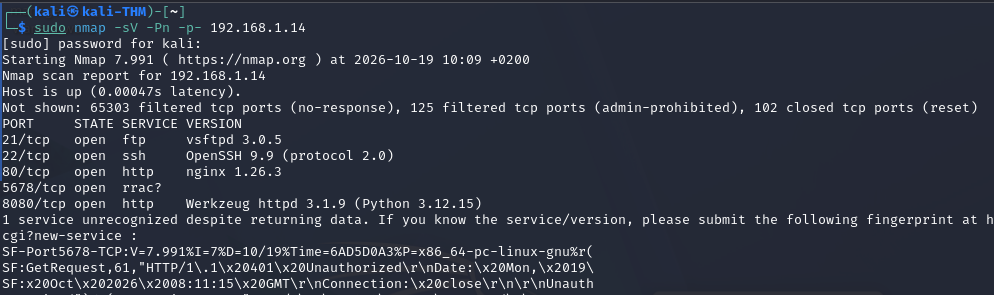 ┌──(kali㉿kali-THM)-[~]
└─$ sudo nmap -sV -Pn -p- 192.168.1.14
[sudo] password for kali:
Starting Nmap 7.991 ( https://nmap.org ) at 2026-10-19 10:09 +0200
Nmap scan report for 192.168.1.14
Host is up (0.00047s latency).
Not shown: 65303 filtered tcp ports (no-response), 125 filtered tcp ports (admin-prohibited), 102 closed tcp ports (reset)
PORT     STATE SERVICE VERSION
21/tcp   open  ftp     vsftpd 3.0.5
22/tcp   open  ssh     OpenSSH 9.9 (protocol 2.0)
80/tcp   open  http    nginx 1.26.3
5678/tcp open  rrac?
8080/tcp open  http    Werkzeug httpd 3.1.9 (Python 3.12.15)
1 service unrecognized despite returning data. If you know the service/version, please submit the following fingerprint at h
cgi?new-service :
SF-Port5678-TCP:V=7.991%I=7%D=10/19%Time=6AD5D0A3%P=x86_64-pc-linux-gnu%r(
SF:GetRequest,61,"HTTP/1\.1\x20401\x20Unauthorized\r\nDate:\x20Mon,\x2019\
SF:x20Oct\x202026\x2008:11:15\x20GMT\r\nConnection:\x20close\r\n\r\nUnauth